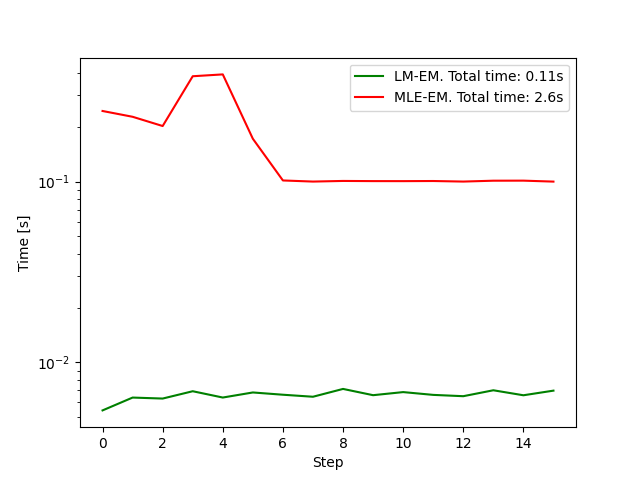 LM-EM. Total time: 0.11s
MLE-EM. Total time: 2.6s
10⁻¹
10⁻²
Time [s]
0 2 4 6 8 10 12 14
Step